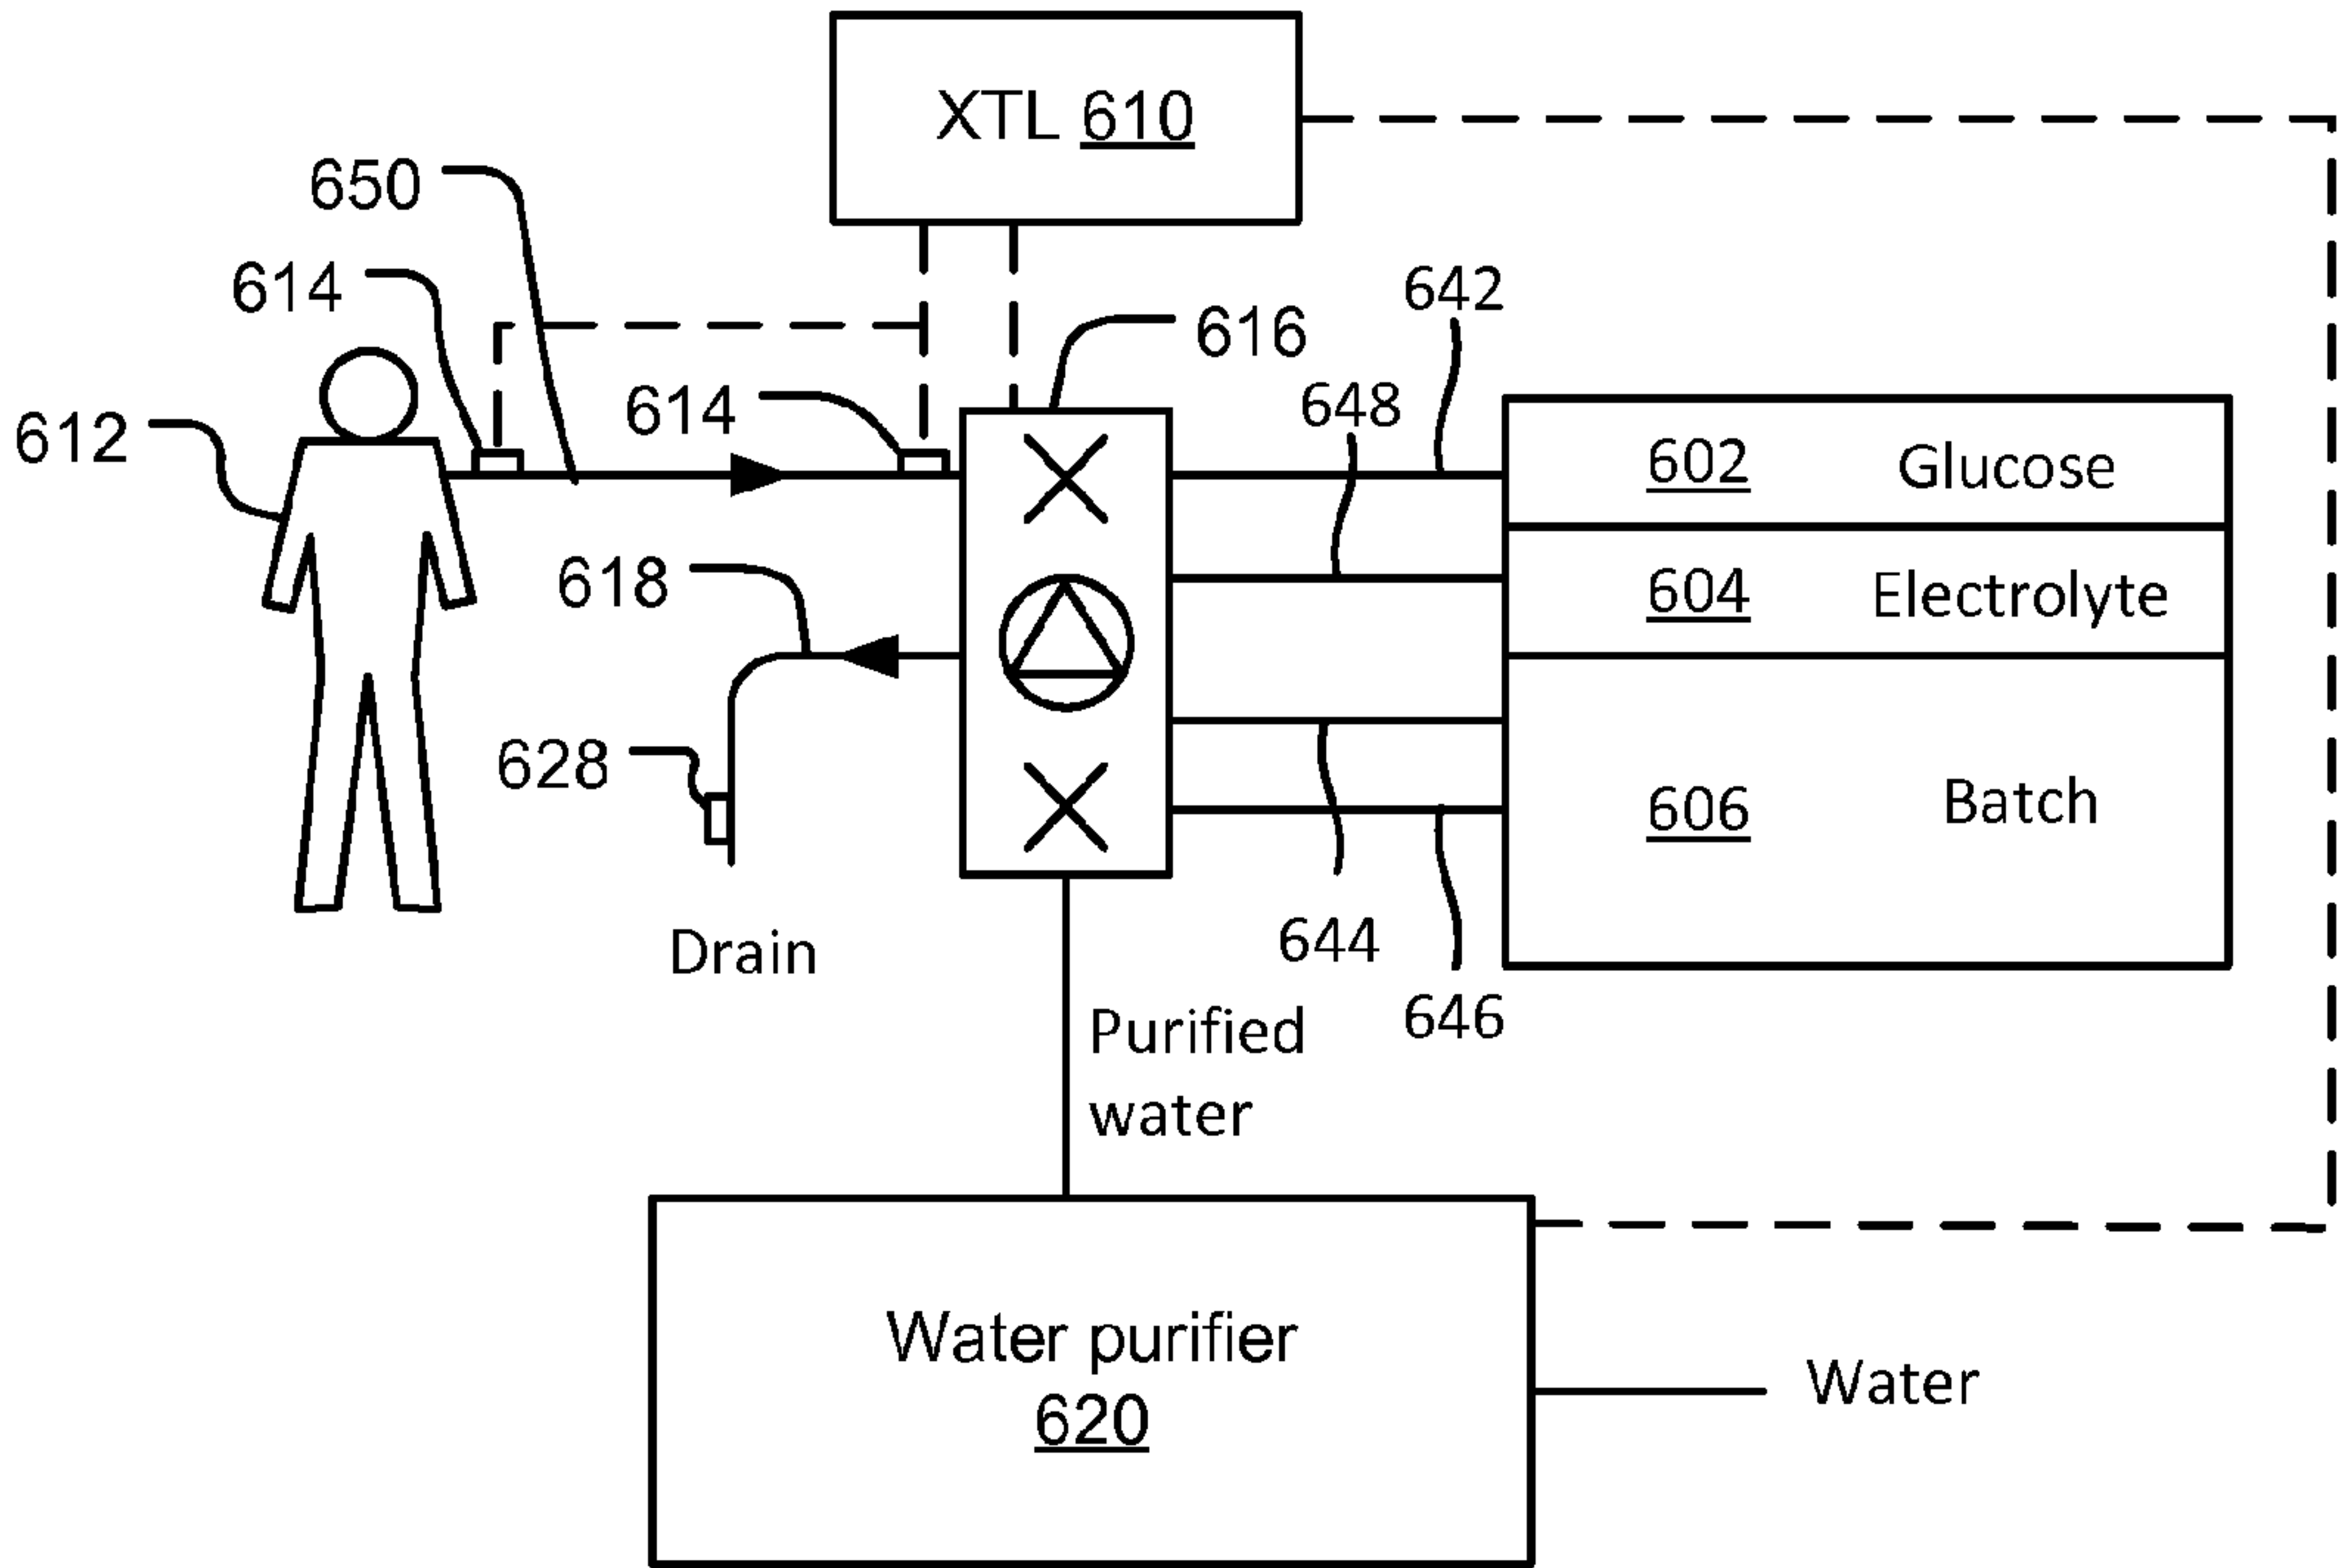 XTL 610
650
614
642
616
614
648
612
602 Glucose
618
604 Electrolyte
628
606 Batch
Drain
644
646
Purified
water
Water purifier
620
Water